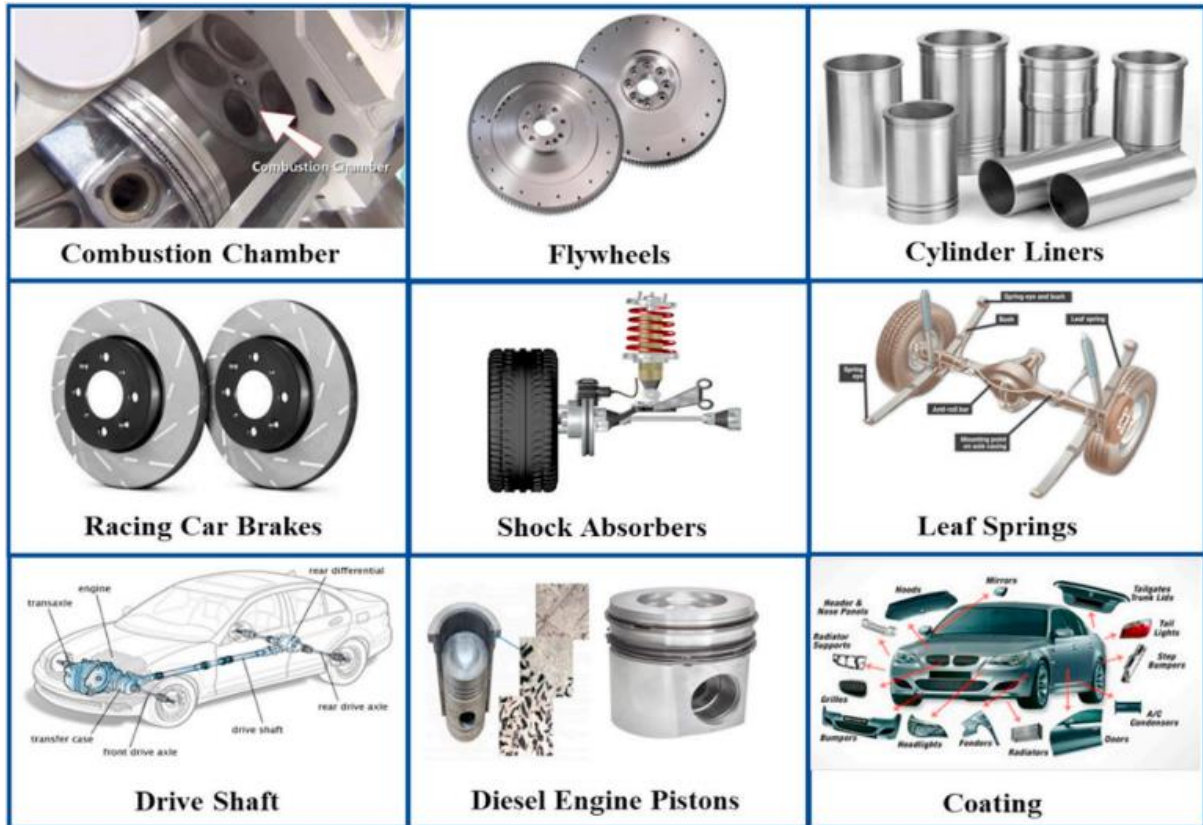 Combustion Chamber
Combustion Chamber
Flywheels
Cylinder Liners
Racing Car Brakes
Shock Absorbers
Spring eye and bush
Bush
Leaf spring
Spring
eye
Anti-roll bar
Mounting point
on axle casing
Leaf Springs
rear differential
engine
transaxle
rear drive axle
drive shaft
transfer case
front drive axle
Drive Shaft
Diesel Engine Pistons
Mirrors
Hoods
Tailgates
Trunk Lids
Header &
Nose Panels
Tail
Lights
Radiator
Supports
Step
Bumpers
Grilles
A/C
Condensors
Bumpers
Headlights
Fenders
Radiators
Doors
Coating